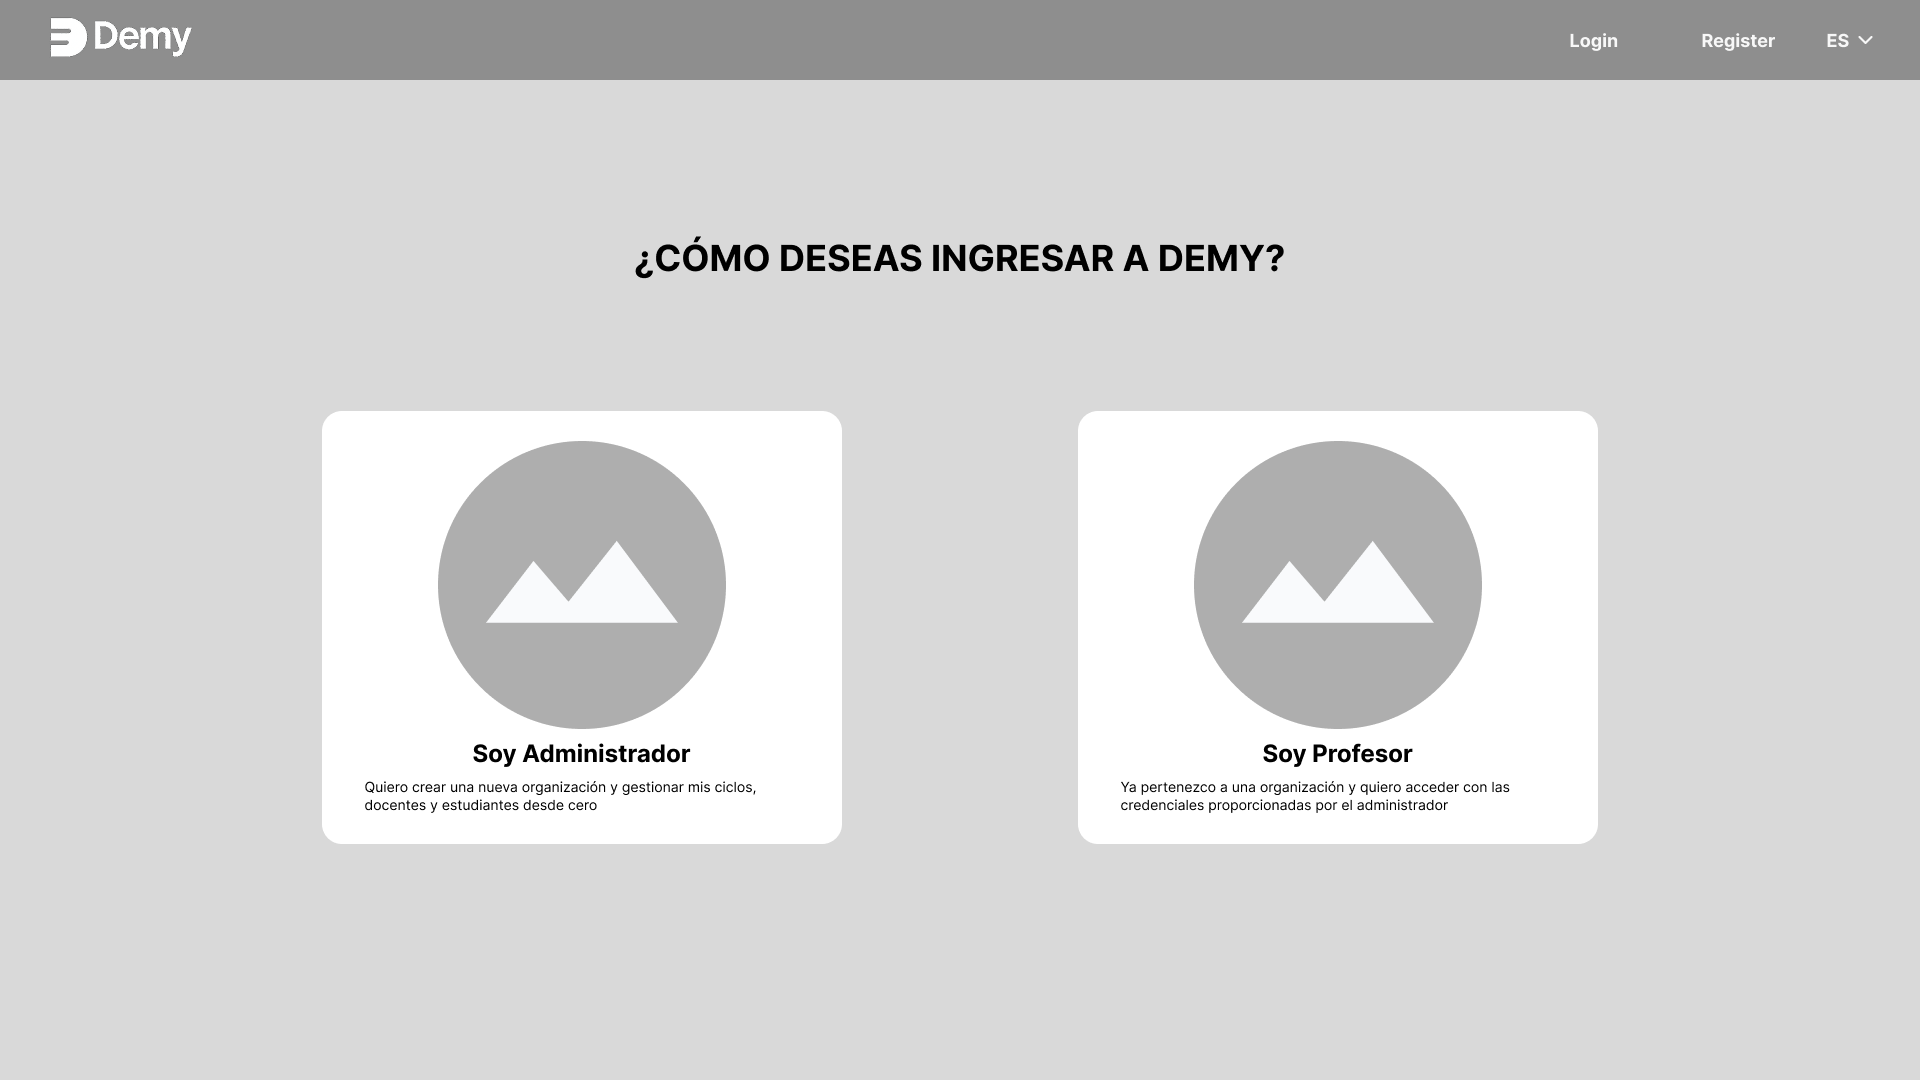 Demy
Login
Register
ES
¿CÓMO DESEAS INGRESAR A DEMY?
Soy Administrador
Quiero crear una nueva organización y gestionar mis ciclos,
docentes y estudiantes desde cero
Soy Profesor
Ya pertenezco a una organización y quiero acceder con las
credenciales proporcionadas por el administrador